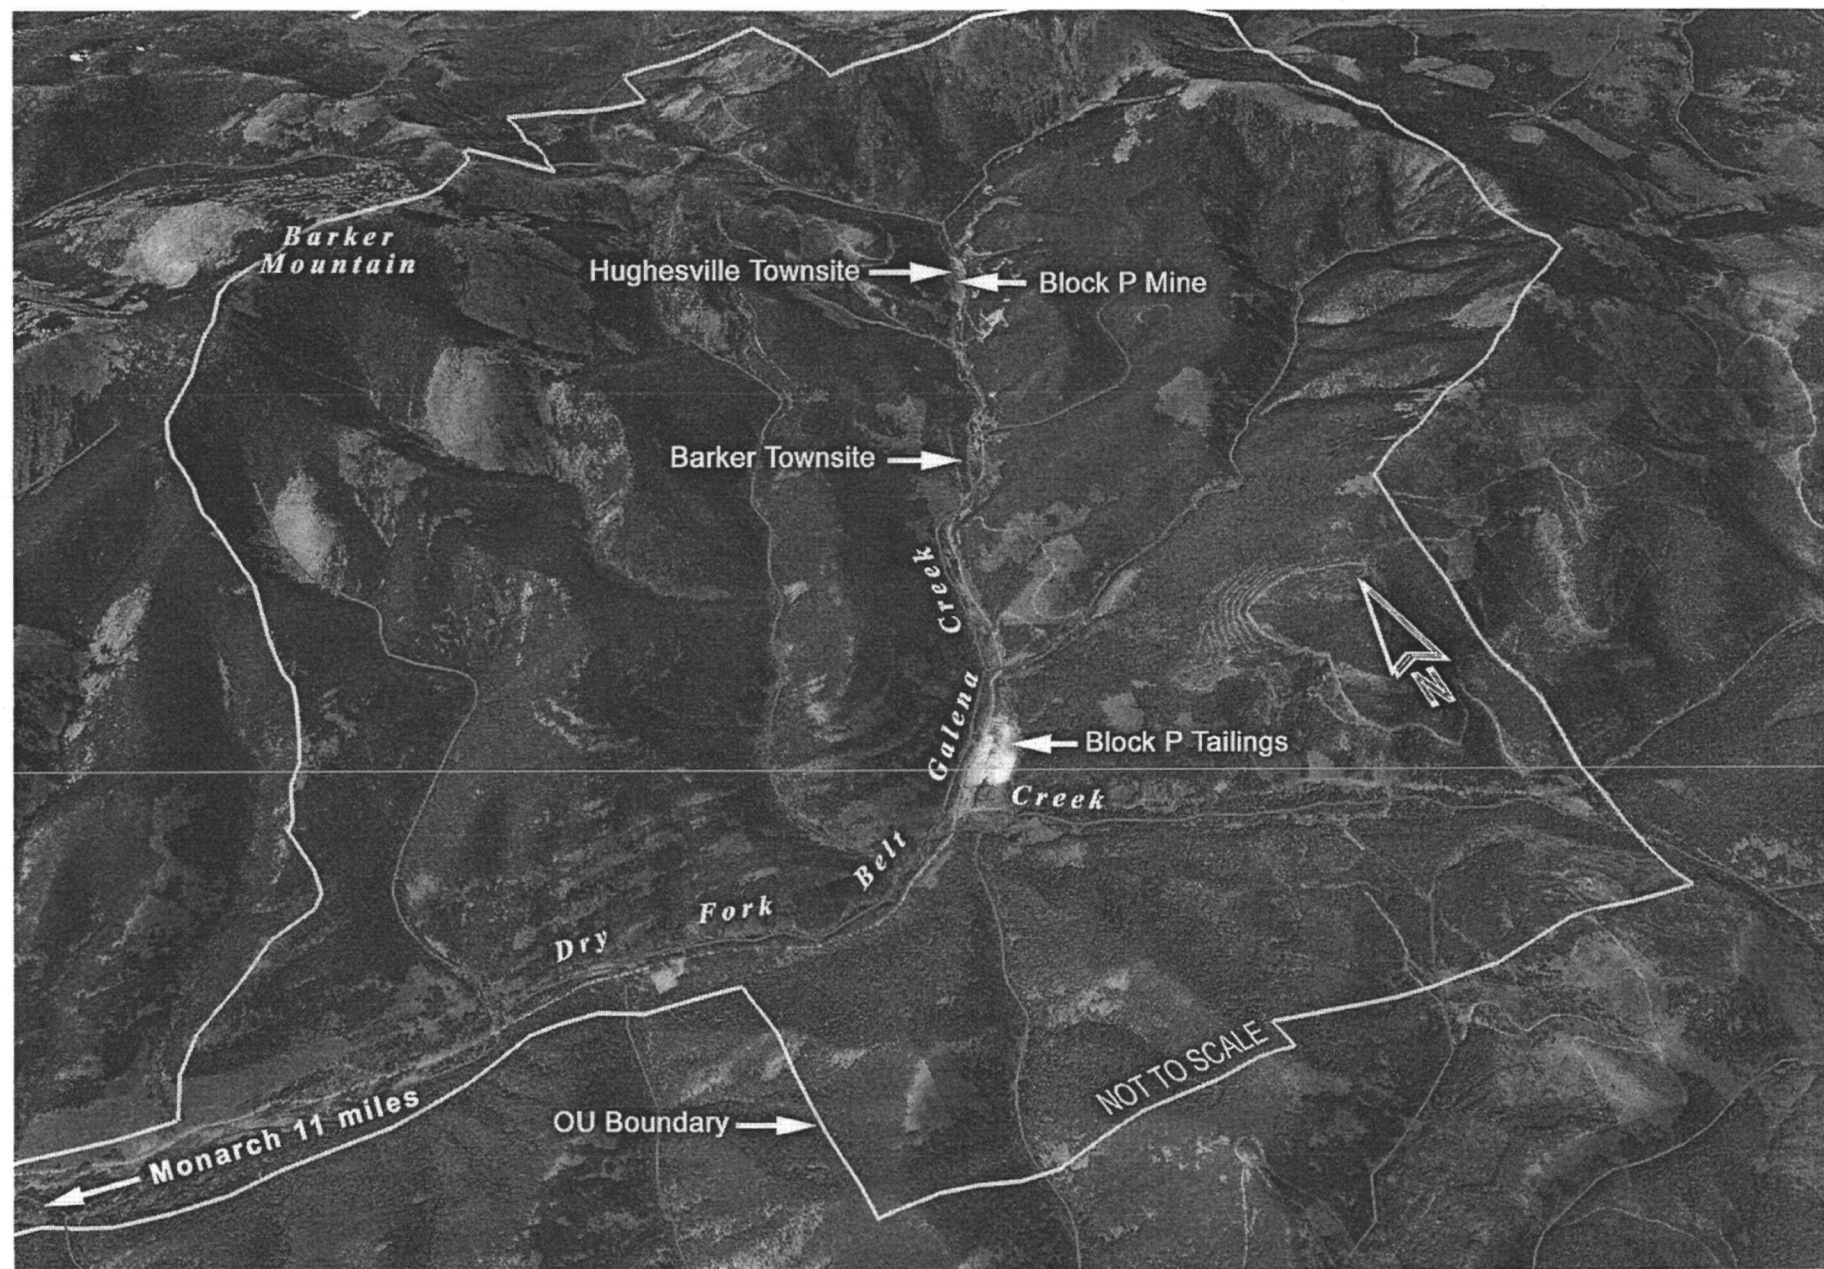 Barker
Mountain
Hughesville Townsite
Block P Mine
Barker Townsite
Galena Creek
N
Block P Tailings
Dry Fork Belt Creek
NOT TO SCALE
OU Boundary
Monarch 11 miles